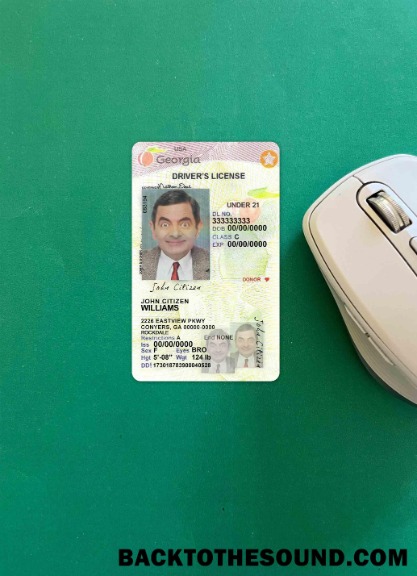 USA
Georgia
DRIVER'S LICENSE
UNDER 21
DL NO.
333333333
DOB 00/00/0000
CLASS C
EXP 00/00/0000
DONOR
John Citizen
JOHN CITIZEN
WILLIAMS
2226 EASTVIEW PKWY
CONYERS, GA 00000-0000
ROCKDALE
Restrictions A End NONE
Iss 00/00/0000
Sex F Eyes BRO
Hgt 5'-08" Wgt 124 lb
John Citizen
BACKTOTHESOUND.COM